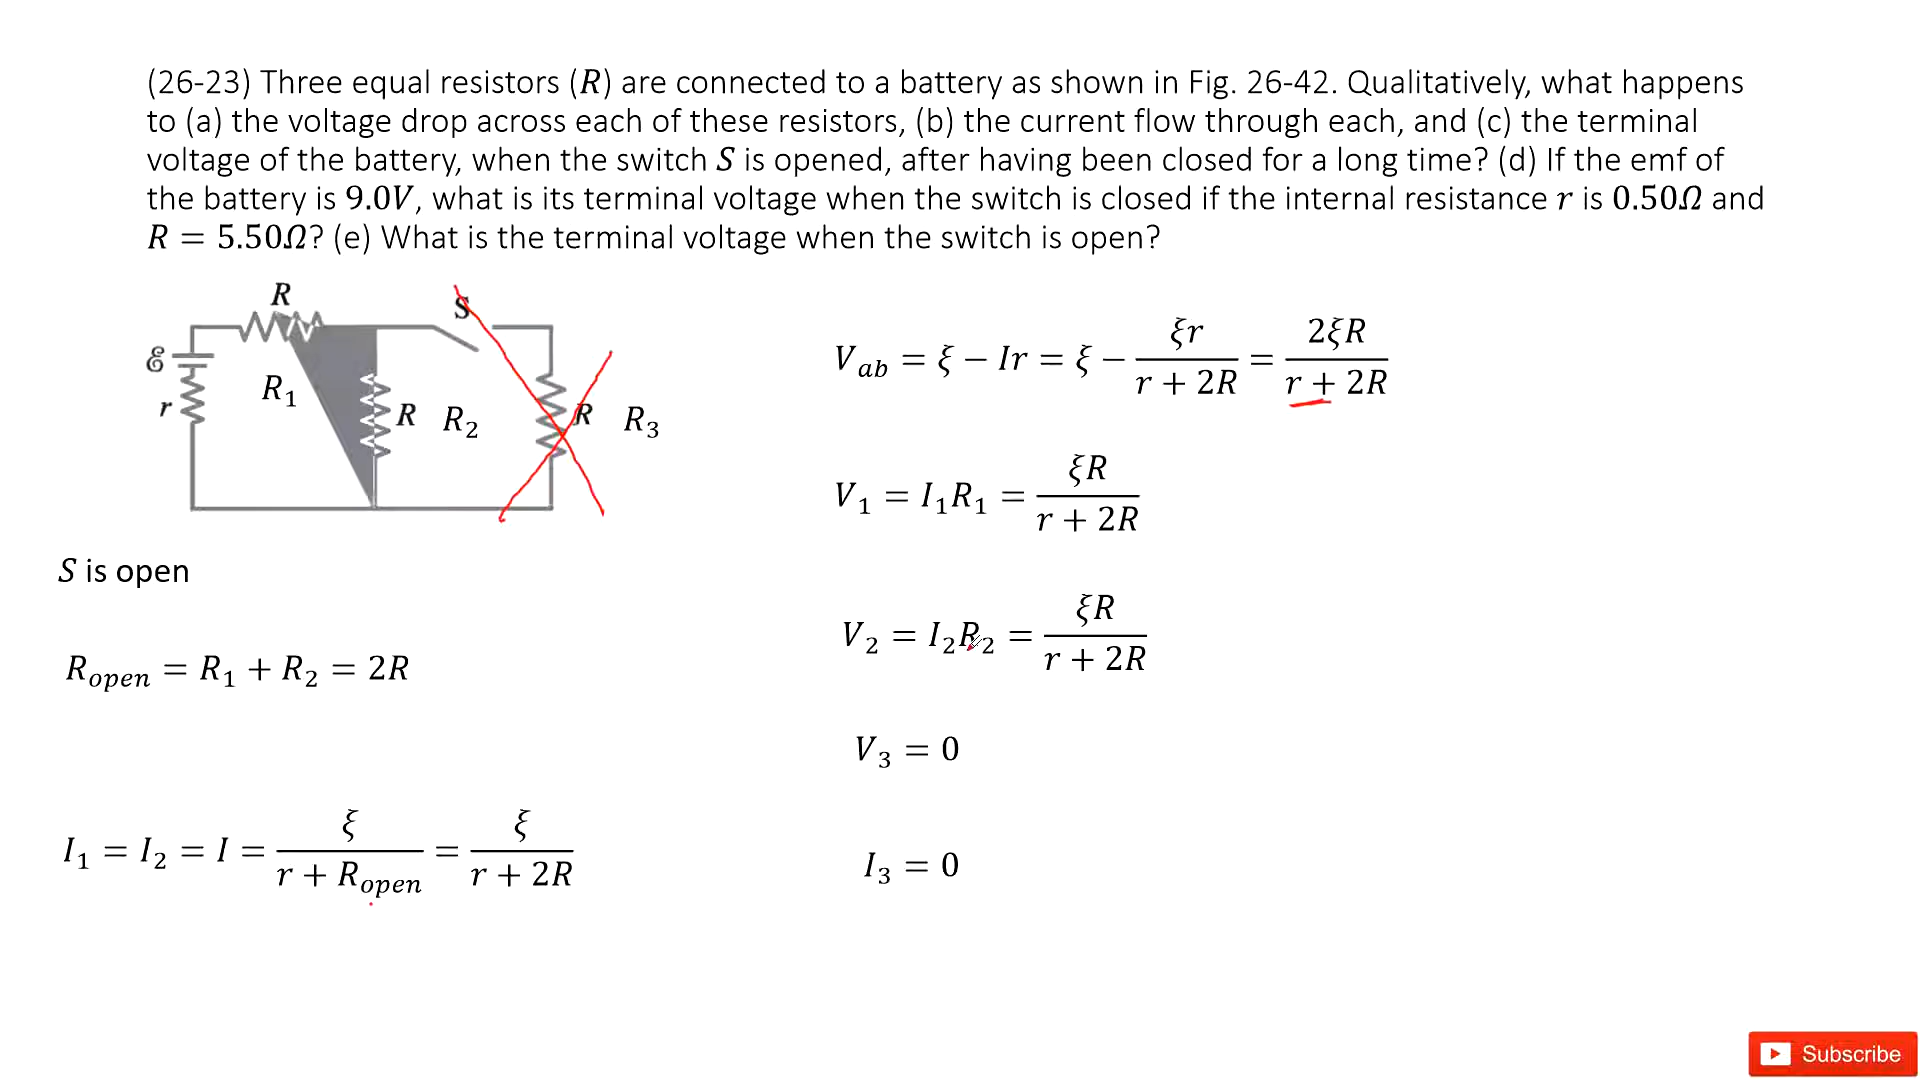 (26-23) Three equal resistors (R) are connected to a battery as shown in Fig. 26-42. Qualitatively, what happens
to (a) the voltage drop across each of these resistors, (b) the current flow through each, and (c) the terminal
voltage of the battery, when the switch S is opened, after having been closed for a long time? (d) If the emf of
the battery is 9.0V, what is its terminal voltage when the switch is closed if the internal resistance r is 0.50Ω and
R = 5.50Ω? (e) What is the terminal voltage when the switch is open?
R
S
ℰ
r
R₁
R R₂
R R₃
V_ab = ξ − Ir = ξ − ξr/(r + 2R) = 2ξR/(r + 2R)
V₁ = I₁R₁ = ξR/(r + 2R)
S is open
V₂ = I₂R₂ = ξR/(r + 2R)
R_open = R₁ + R₂ = 2R
V₃ = 0
I₁ = I₂ = I = ξ/(r + R_open) = ξ/(r + 2R)
I₃ = 0
Subscribe